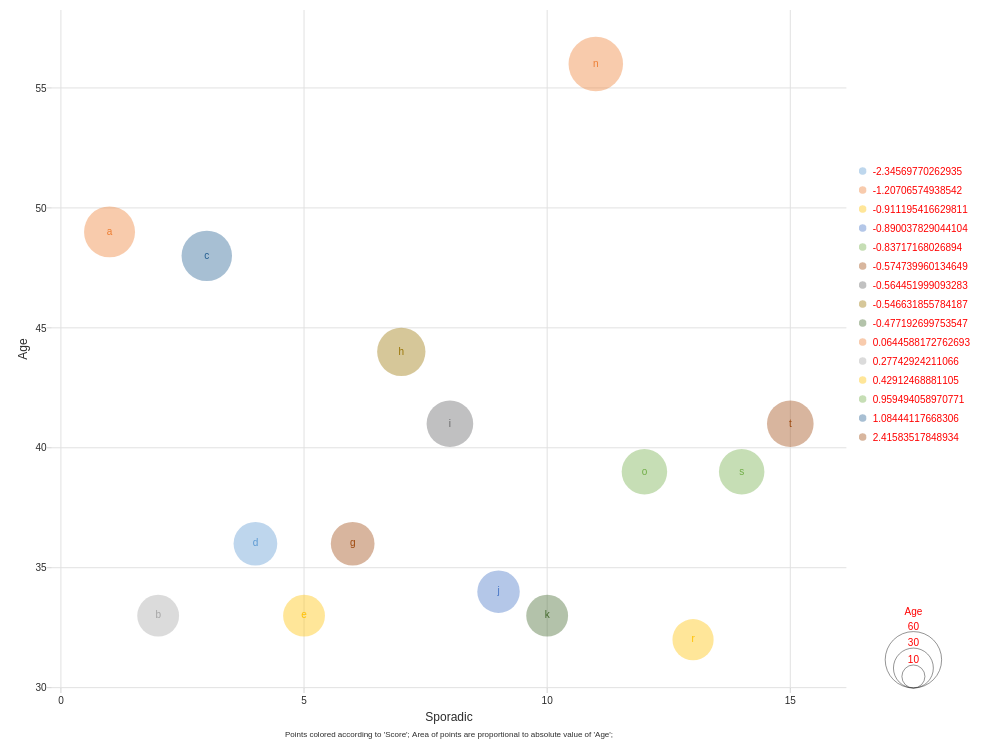 n
55
-2.34569770262935
-1.20706574938542
50
-0.911195416629811
a
-0.890037829044104
-0.83717168026894
c
-0.574739960134649
-0.564451999093283
-0.546631855784187
45
-0.477192699753547
Age
0.0644588172762693
h
0.27742924211066
0.42912468881105
0.959494058970771
i
t
1.08444117668306
2.41583517848934
40
o
s
d
g
35
j
b
e
k
Age
60
r
30
10
30
0
5
10
15
Sporadic
Points colored according to 'Score'; Area of points are proportional to absolute value of 'Age';